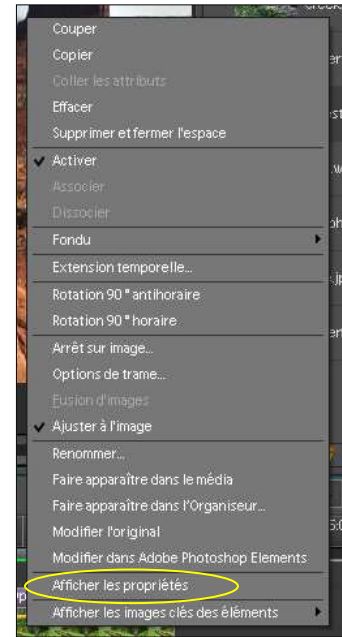 Couper
Copier
Coller les attributs
Effacer
Supprimer et fermer l'espace
Activer
Associer
Dissocier
Fondu
Extension temporelle...
Rotation 90 ° antihoraire
Rotation 90 ° horaire
Arrêt sur image...
Options de trame...
Fusion d'images
Ajuster à l'image
Renommer...
Faire apparaître dans le média
Faire apparaître dans l'Organiseur...
Modifier l'original
Modifier dans Adobe Photoshop Elements
Afficher les propriétés
Afficher les images clés des éléments